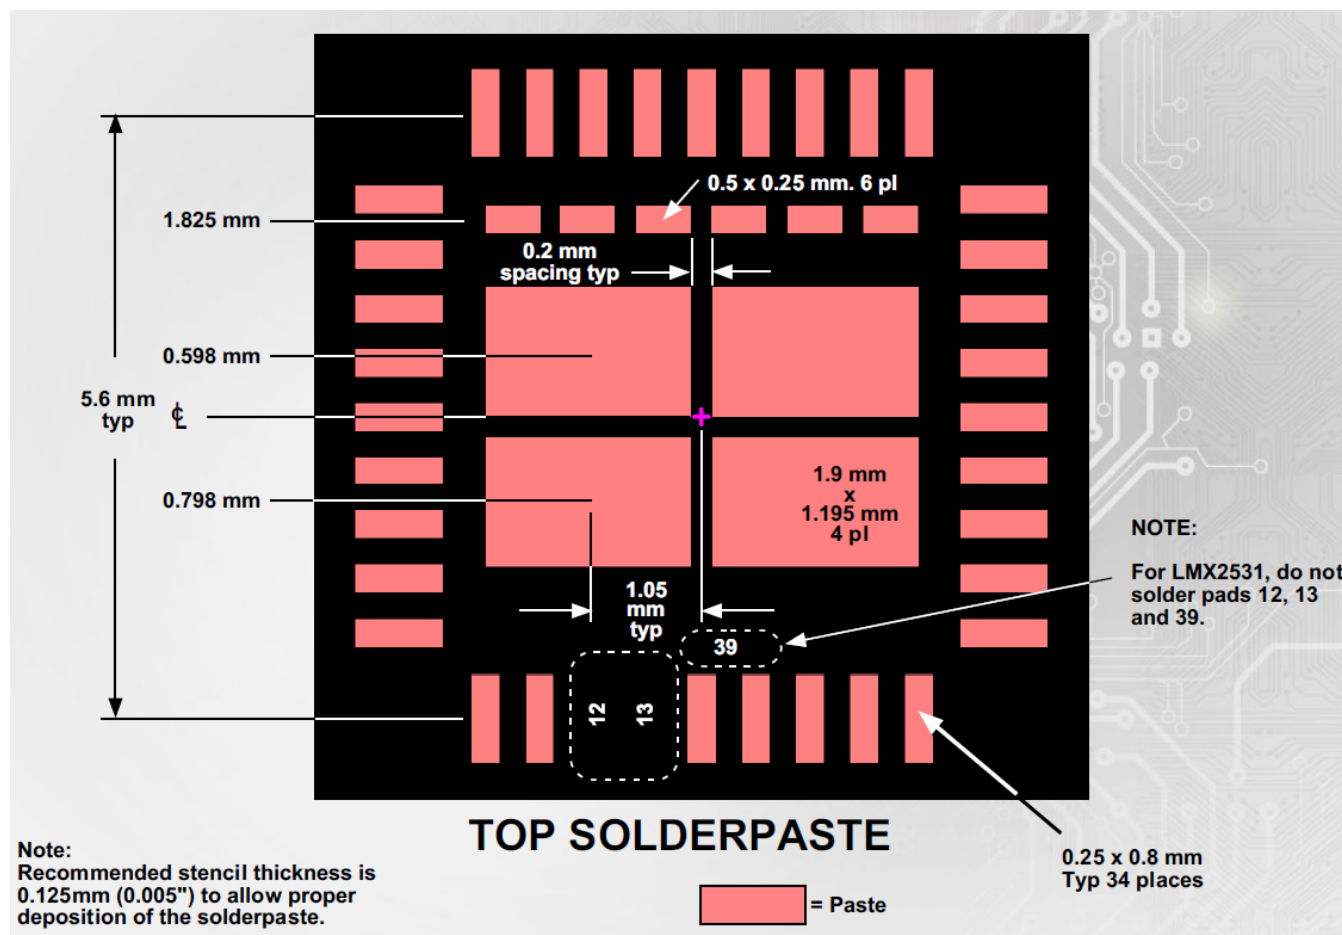 0.5 x 0.25 mm. 6 pl
1.825 mm
0.2 mm
spacing typ
0.598 mm
5.6 mm
typ
℄
0.798 mm
1.9 mm
x
1.195 mm
4 pl
NOTE:
For LMX2531, do not
solder pads 12, 13
and 39.
1.05
mm
typ
39
12
13
TOP SOLDERPASTE
Note:
Recommended stencil thickness is
0.125mm (0.005") to allow proper
deposition of the solderpaste.
0.25 x 0.8 mm
Typ 34 places
= Paste